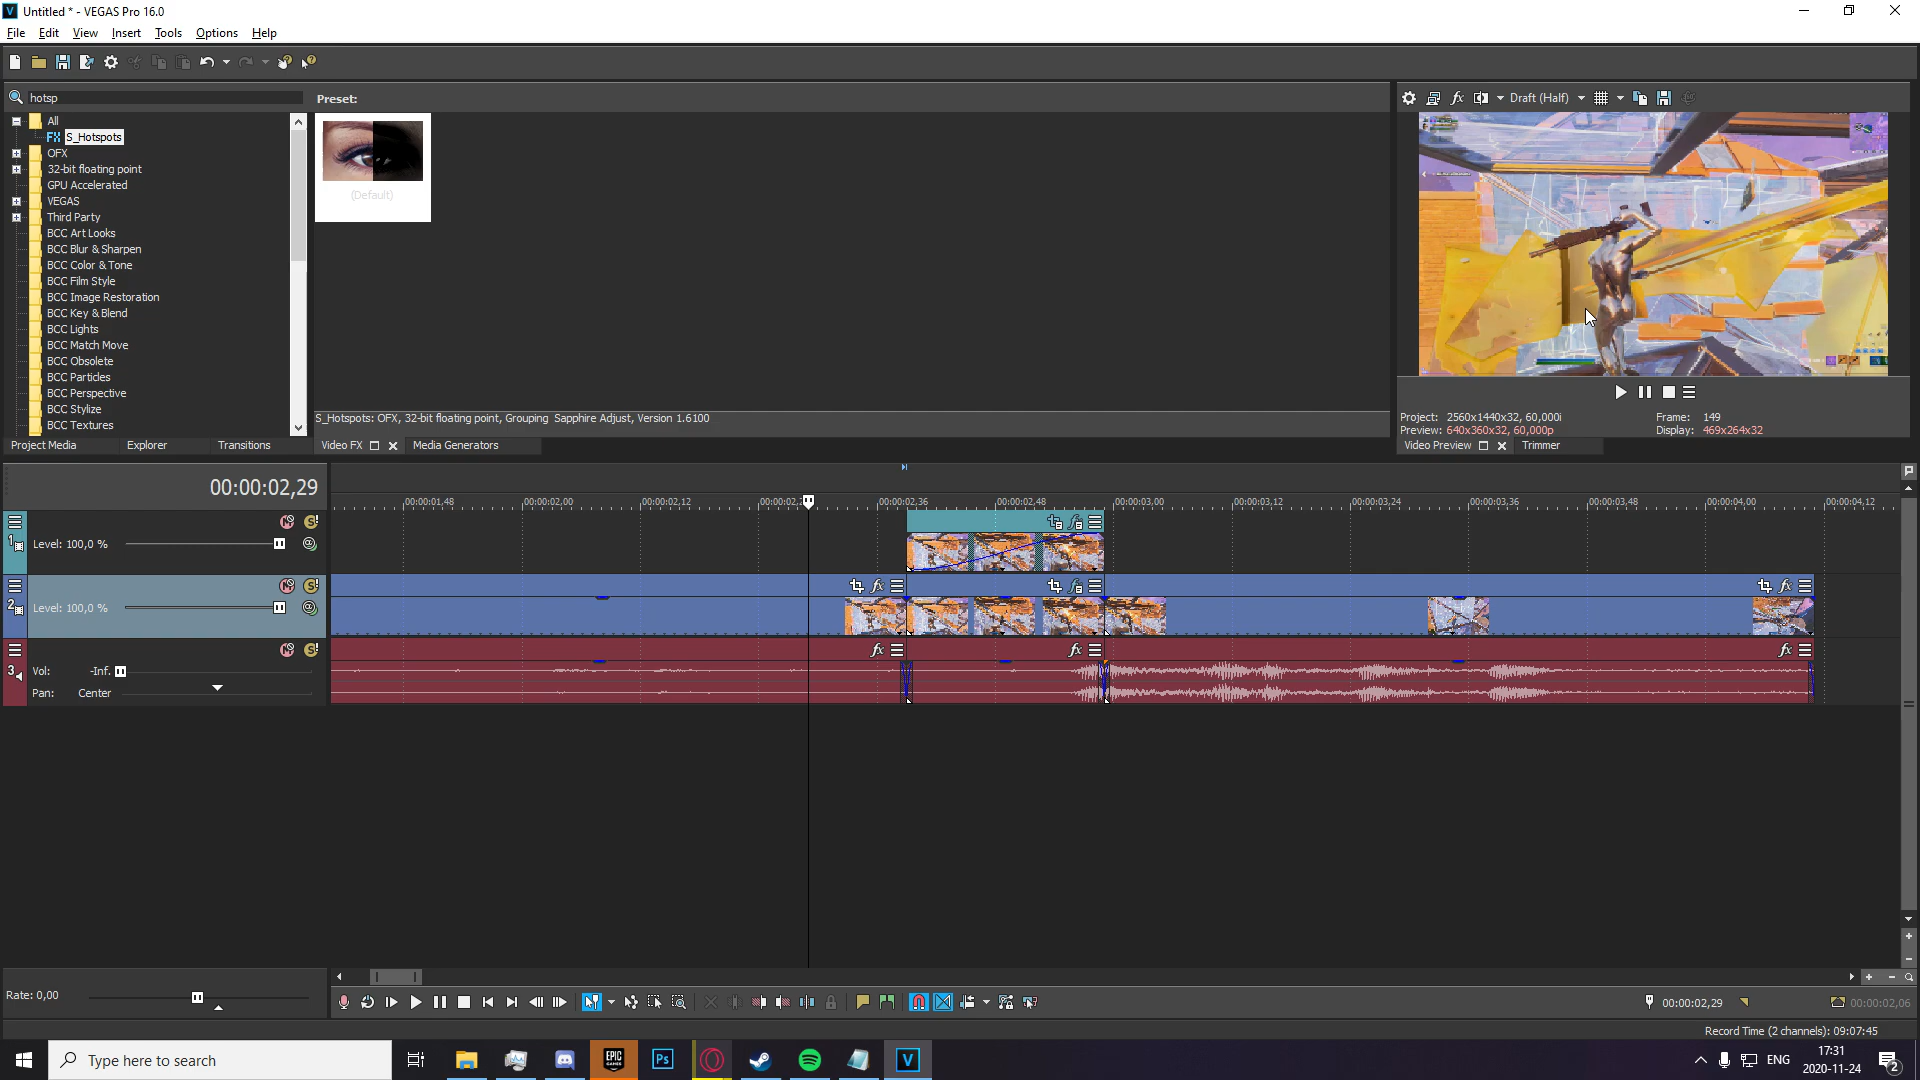 Untitled * - VEGAS Pro 16.0
File Edit View Insert Tools Options Help
hotsp
Preset:
Draft (Half)
All
FX S_Hotspots
OFX
32-bit floating point
GPU Accelerated
VEGAS
Third Party
BCC Art Looks
BCC Blur & Sharpen
BCC Color & Tone
BCC Film Style
BCC Image Restoration
BCC Key & Blend
BCC Lights
BCC Match Move
BCC Obsolete
BCC Particles
BCC Perspective
BCC Stylize
BCC Textures
(Default)
S_Hotspots: OFX, 32-bit floating point, Grouping Sapphire Adjust, Version 1.6100
Project: 2560x1440x32, 60,000i Frame: 149
Preview: 640x360x32, 60,000p Display: 469x264x32
Project Media Explorer Transitions Video FX Media Generators Video Preview Trimmer
00:00:02,29
00:00:01,48 00:00:02,00 00:00:02,12 00:00:02,36 00:00:02,48 00:00:03,00 00:00:03,12 00:00:03,24 00:00:03,36 00:00:03,48 00:00:04,00 00:00:04,12
1 Level: 100,0 %
2 Level: 100,0 %
3 Vol: -Inf.
Pan: Center
Rate: 0,00
00:00:02,29 00:00:02,06
Record Time (2 channels): 09:07:45
Type here to search
EPIC GAMES Ps V
ENG
17:31
2020-11-24
2